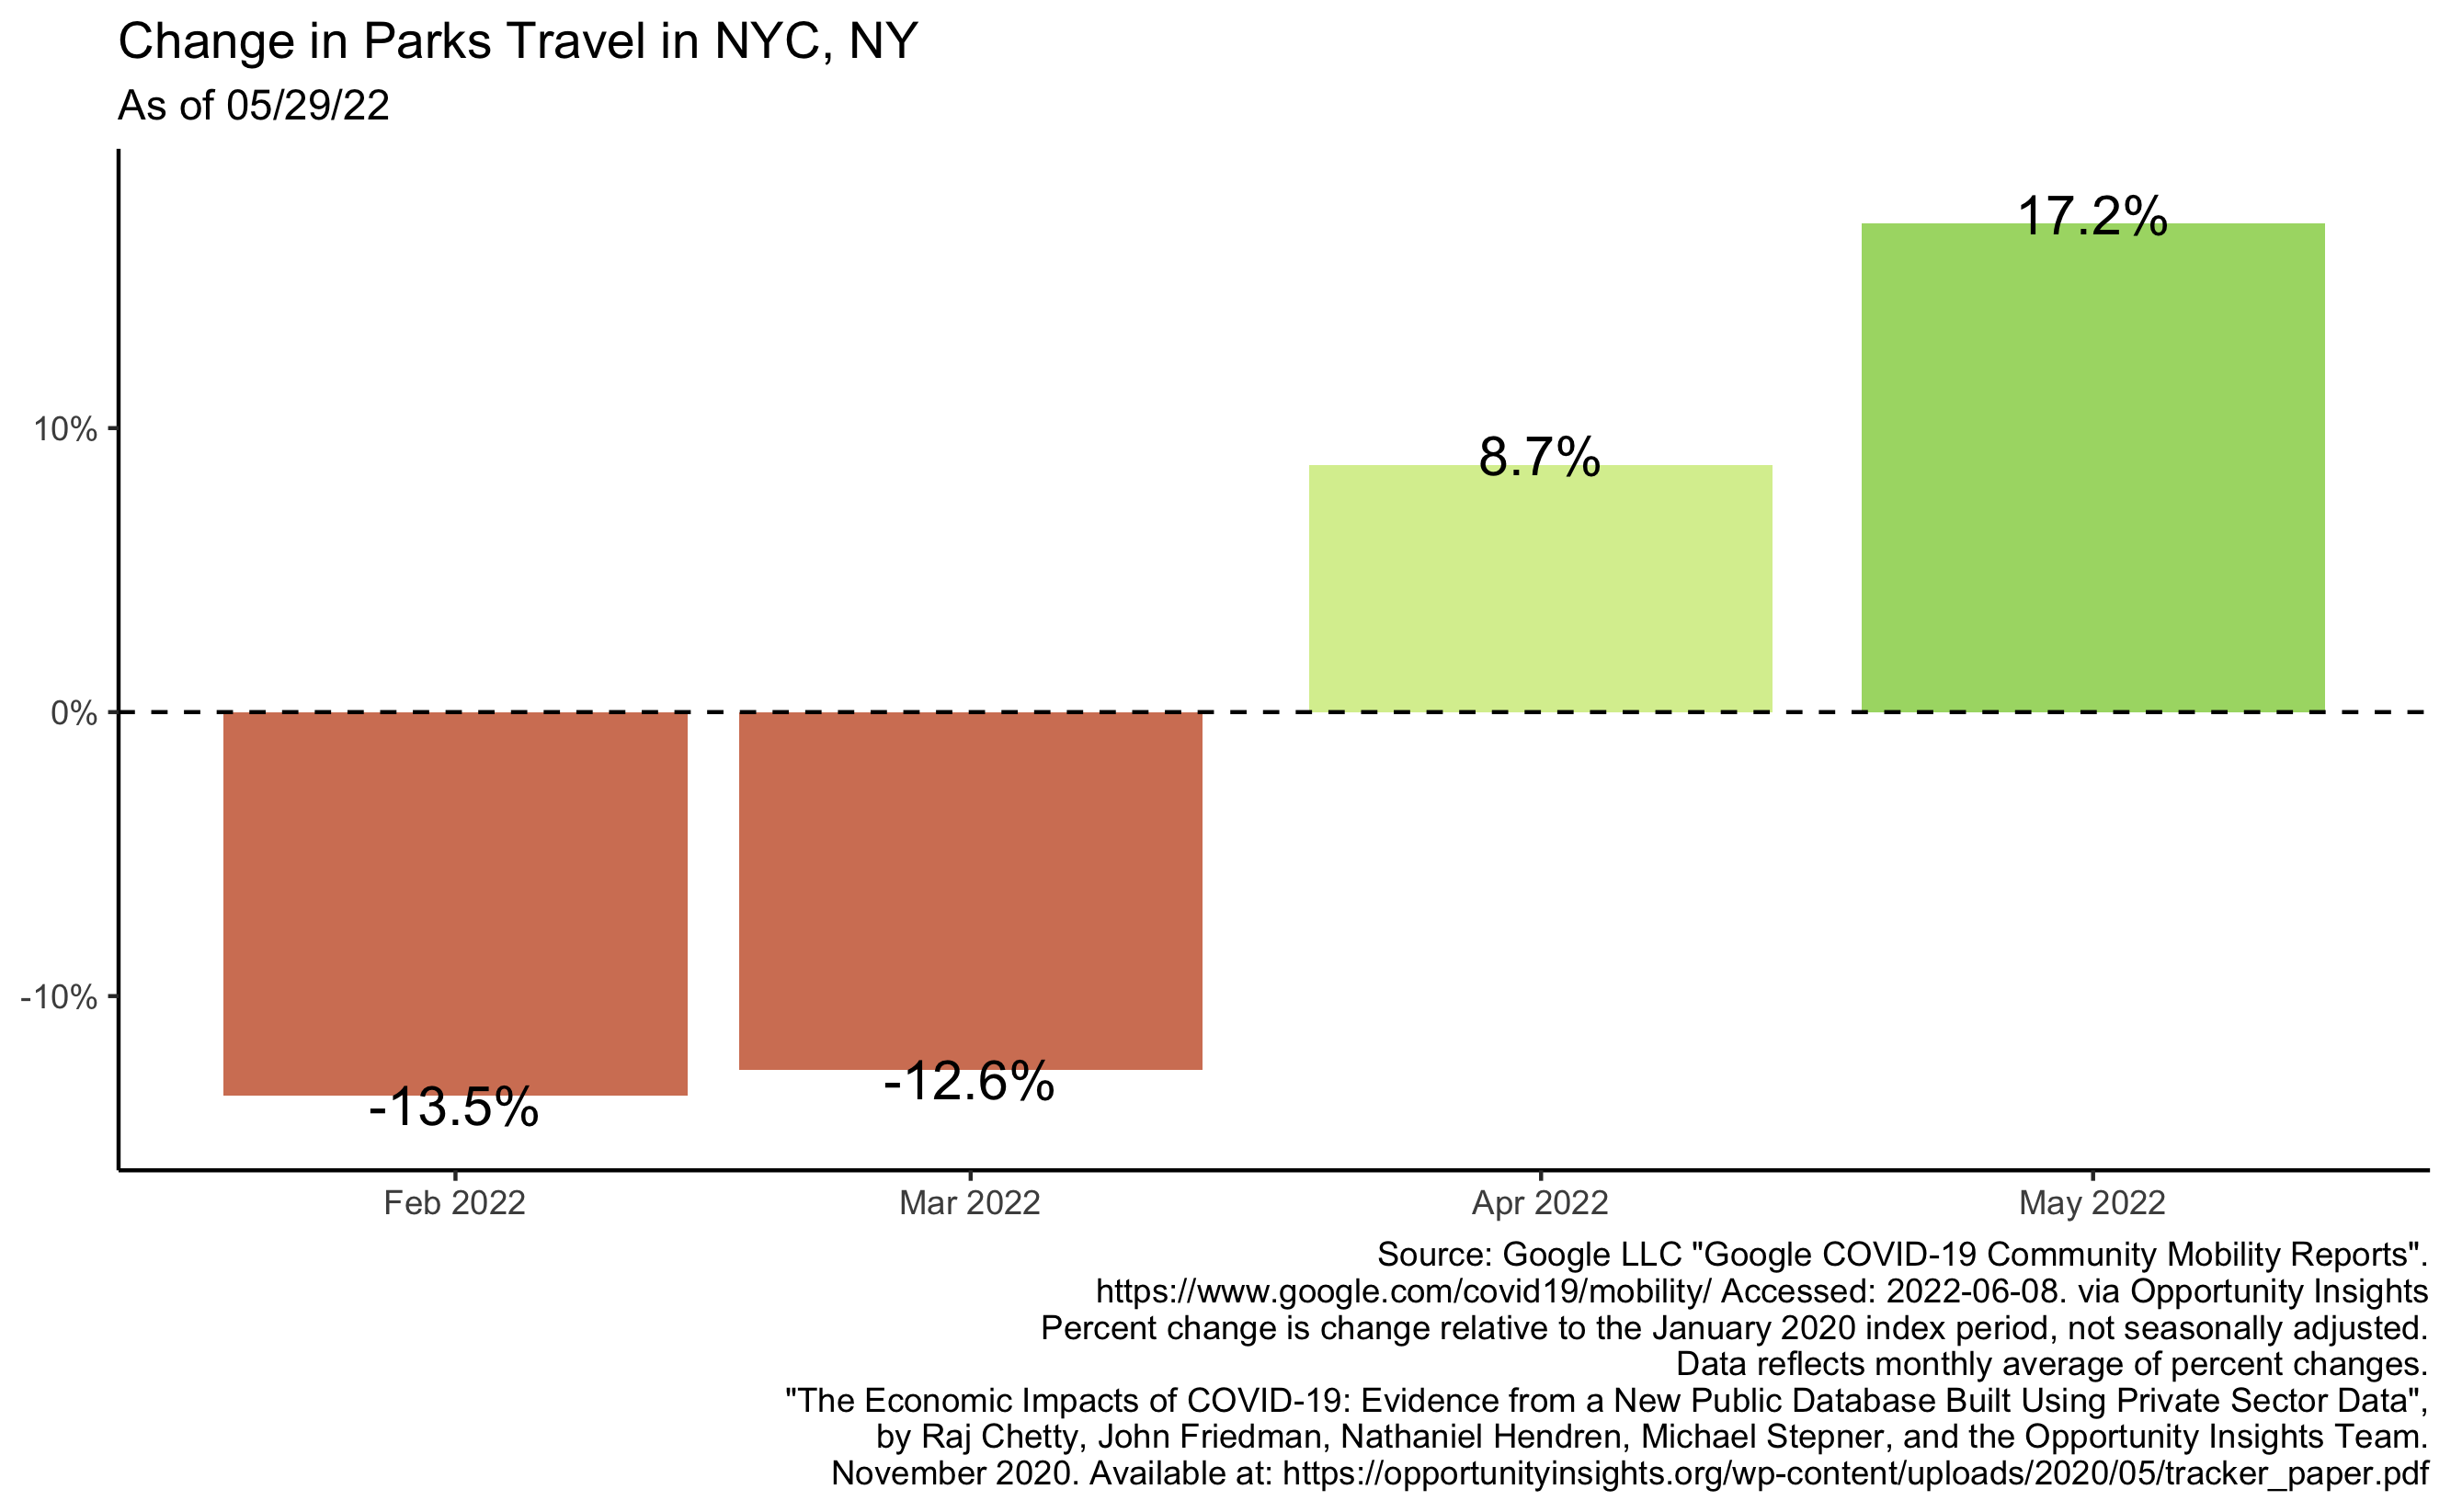 Change in Parks Travel in NYC, NY
As of 05/29/22
17.2%
10%
8.7%
0%
-10%
-12.6%
-13.5%
Feb 2022 Mar 2022 Apr 2022 May 2022
Source: Google LLC "Google COVID-19 Community Mobility Reports".
https://www.google.com/covid19/mobility/ Accessed: 2022-06-08. via Opportunity Insights
Percent change is change relative to the January 2020 index period, not seasonally adjusted.
Data reflects monthly average of percent changes.
"The Economic Impacts of COVID-19: Evidence from a New Public Database Built Using Private Sector Data",
by Raj Chetty, John Friedman, Nathaniel Hendren, Michael Stepner, and the Opportunity Insights Team.
November 2020. Available at: https://opportunityinsights.org/wp-content/uploads/2020/05/tracker_paper.pdf